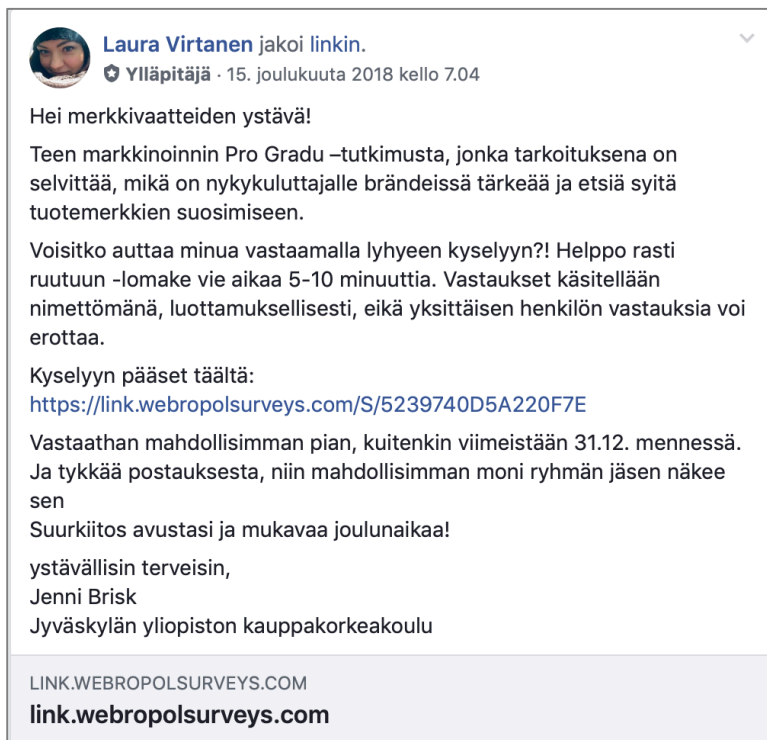 Laura Virtanen jakoi linkin.
Ylläpitäjä · 15. joulukuuta 2018 kello 7.04
Hei merkkivaatteiden ystävä!
Teen markkinoinnin Pro Gradu –tutkimusta, jonka tarkoituksena on
selvittää, mikä on nykykuluttajalle brändeissä tärkeää ja etsiä syitä
tuotemerkkien suosimiseen.
Voisitko auttaa minua vastaamalla lyhyeen kyselyyn?! Helppo rasti
ruutuun -lomake vie aikaa 5-10 minuuttia. Vastaukset käsitellään
nimettömänä, luottamuksellisesti, eikä yksittäisen henkilön vastauksia voi
erottaa.
Kyselyyn pääset täältä:
https://link.webropolsurveys.com/S/5239740D5A220F7E
Vastaathan mahdollisimman pian, kuitenkin viimeistään 31.12. mennessä.
Ja tykkää postauksesta, niin mahdollisimman moni ryhmän jäsen näkee
sen
Suurkiitos avustasi ja mukavaa joulunaikaa!
ystävällisin terveisin,
Jenni Brisk
Jyväskylän yliopiston kauppakorkeakoulu
LINK.WEBROPOLSURVEYS.COM
link.webropolsurveys.com